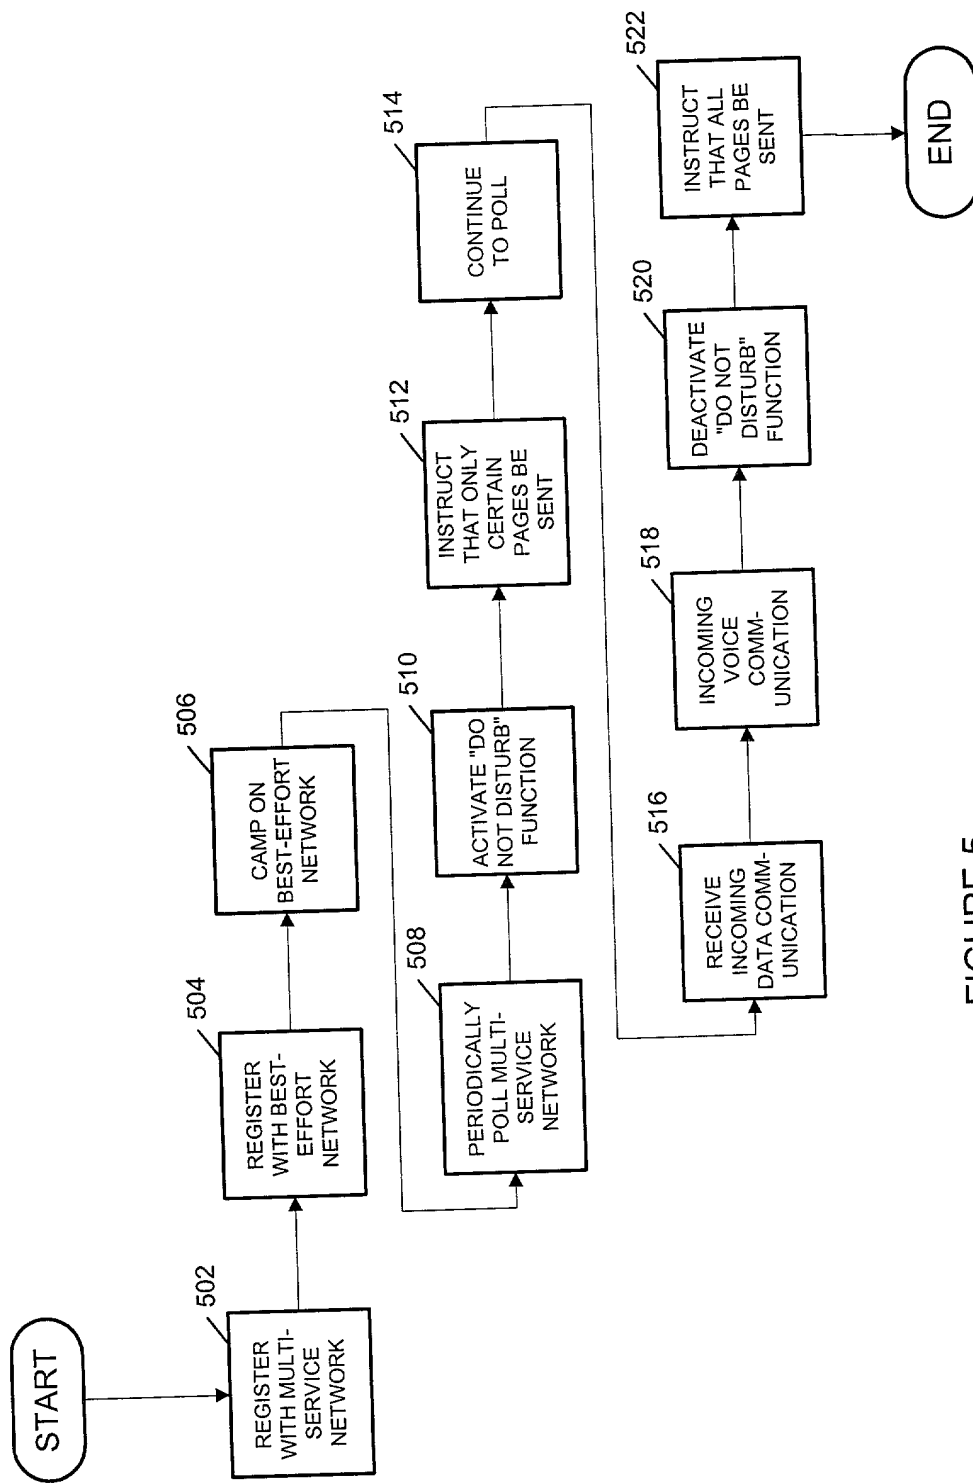 START
502
REGISTER
WITH MULTI-
SERVICE
NETWORK
504
REGISTER
WITH BEST-
EFFORT
NETWORK
506
CAMP ON
BEST-EFFORT
NETWORK
508
PERIODICALLY
POLL MULTI-
SERVICE
NETWORK
510
ACTIVATE "DO
NOT DISTURB"
FUNCTION
512
INSTRUCT
THAT ONLY
CERTAIN
PAGES BE
SENT
514
CONTINUE
TO POLL
516
RECEIVE
INCOMING
DATA COMM-
UNICATION
518
INCOMING
VOICE
COMM-
UNICATION
520
DEACTIVATE
"DO NOT
DISTURB"
FUNCTION
522
INSTRUCT
THAT ALL
PAGES BE
SENT
END
FIGURE 5